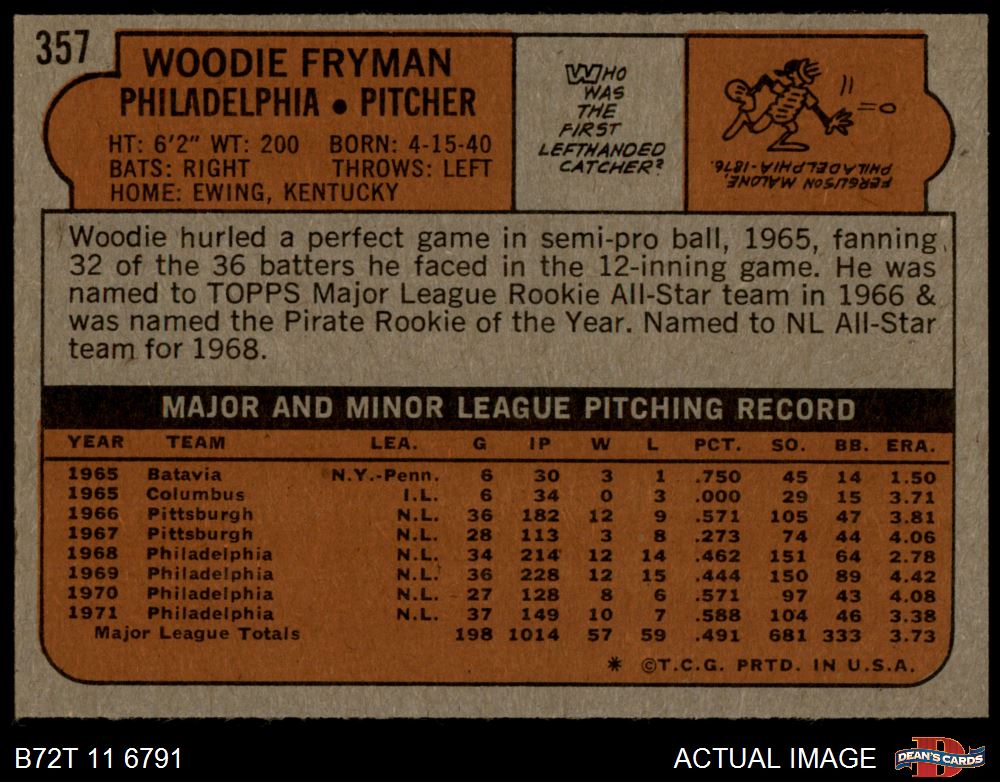 357
WOODIE FRYMAN
PHILADELPHIA • PITCHER
HT: 6'2" WT: 200 BORN: 4-15-40
BATS: RIGHT THROWS: LEFT
HOME: EWING, KENTUCKY
WHO
WAS
THE
FIRST
LEFTHANDED
CATCHER?
FERGUSON MALONE,
PHILADELPHIA-1876.
Woodie hurled a perfect game in semi-pro ball, 1965, fanning
32 of the 36 batters he faced in the 12-inning game. He was
named to TOPPS Major League Rookie All-Star team in 1966 &
was named the Pirate Rookie of the Year. Named to NL All-Star
team for 1968.
MAJOR AND MINOR LEAGUE PITCHING RECORD
YEAR TEAM LEA. G IP W L PCT. SO. BB. ERA.
1965 Batavia N.Y.-Penn. 6 30 3 1 .750 45 14 1.50
1965 Columbus I.L. 6 34 0 3 .000 29 15 3.71
1966 Pittsburgh N.L. 36 182 12 9 .571 105 47 3.81
1967 Pittsburgh N.L. 28 113 3 8 .273 74 44 4.06
1968 Philadelphia N.L. 34 214 12 14 .462 151 64 2.78
1969 Philadelphia N.L. 36 228 12 15 .444 150 89 4.42
1970 Philadelphia N.L. 27 128 8 6 .571 97 43 4.08
1971 Philadelphia N.L. 37 149 10 7 .588 104 46 3.38
Major League Totals 198 1014 57 59 .491 681 333 3.73
* ©T.C.G. PRTD. IN U.S.A.
B72T 11 6791 ACTUAL IMAGE
D
DEAN'S CARDS